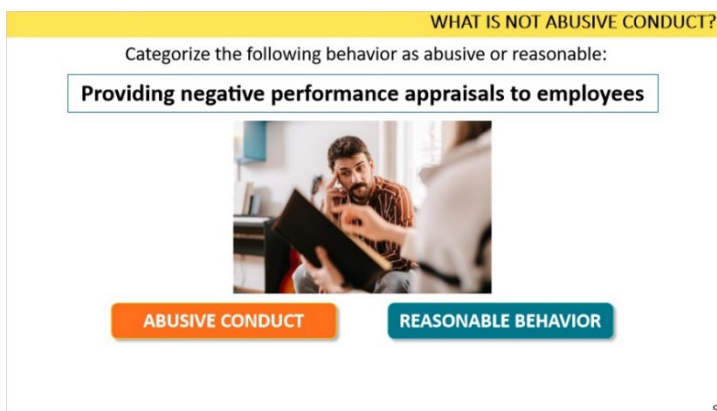 WHAT IS NOT ABUSIVE CONDUCT?
Categorize the following behavior as abusive or reasonable:
Providing negative performance appraisals to employees
ABUSIVE CONDUCT
REASONABLE BEHAVIOR